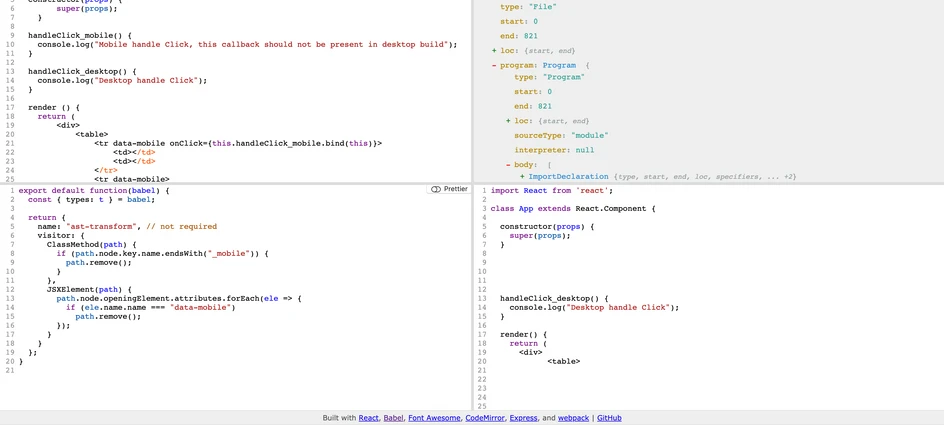 5 constructor(props) {
6 super(props);
7 }
8
9 handleClick_mobile() {
10 console.log("Mobile handle Click, this callback should not be present in desktop build");
11 }
12
13 handleClick_desktop() {
14 console.log("Desktop handle Click");
15 }
16
17 render () {
18 return (
19 <div>
20 <table>
21 <tr data-mobile onClick={this.handleClick_mobile.bind(this)}>
22 <td></td>
23 <td></td>
24 </tr>
25 <tr data-mobile>
type: "File"
start: 0
end: 821
+ loc: {start, end}
- program: Program {
type: "Program"
start: 0
end: 821
+ loc: {start, end}
sourceType: "module"
interpreter: null
- body: [
+ ImportDeclaration {type, start, end, loc, specifiers, ... +2}
Prettier
1 export default function(babel) {
2 const { types: t } = babel;
3
4 return {
5 name: "ast-transform", // not required
6 visitor: {
7 ClassMethod(path) {
8 if (path.node.key.name.endsWith("_mobile")) {
9 path.remove();
10 }
11 },
12 JSXElement(path) {
13 path.node.openingElement.attributes.forEach(ele => {
14 if (ele.name.name === "data-mobile")
15 path.remove();
16 });
17 }
18 }
19 };
20 }
21
1 import React from 'react';
2
3 class App extends React.Component {
4
5 constructor(props) {
6 super(props);
7 }
8
9
10
11
12
13 handleClick_desktop() {
14 console.log("Desktop handle Click");
15 }
16
17 render() {
18 return (
19 <div>
20 <table>
21
22
23
24
25
Built with React, Babel, Font Awesome, CodeMirror, Express, and webpack | GitHub